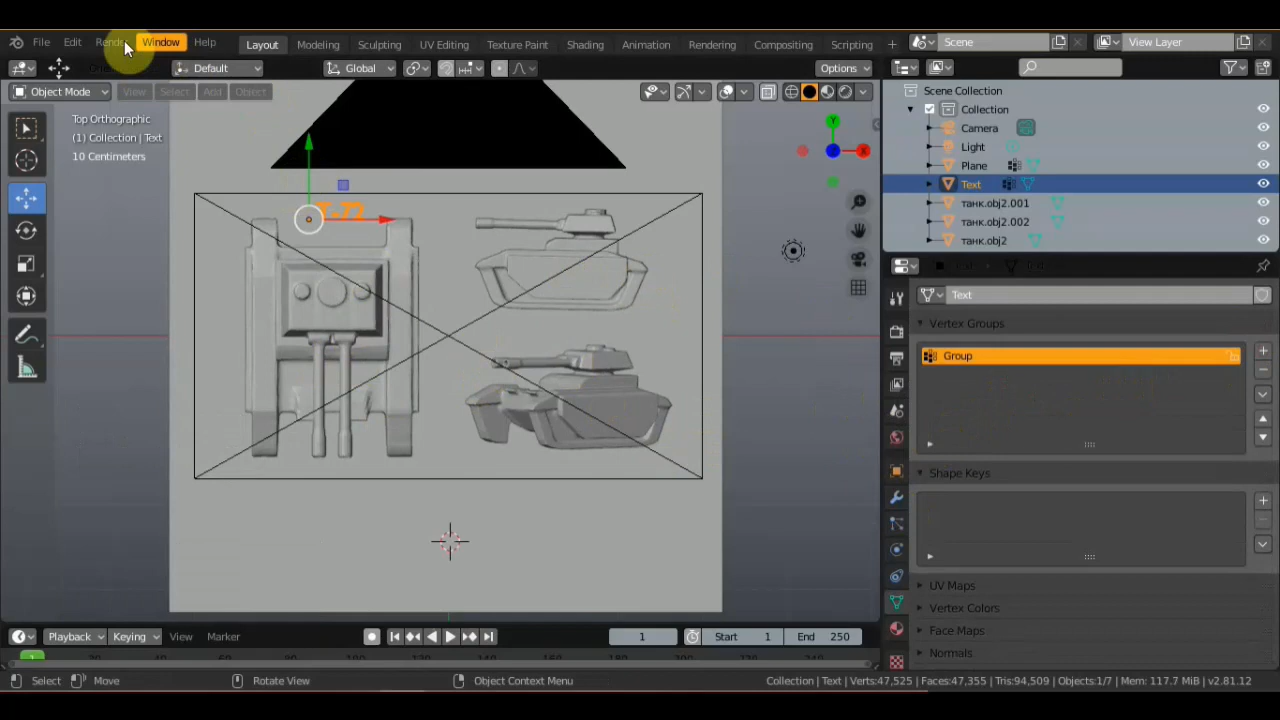 File Edit Render Window Help Layout Modeling Sculpting UV Editing Texture Paint Shading Animation Rendering Compositing Scripting + Scene View Layer
Default Global Options
Object Mode View Select Add Object
Top Orthographic
(1) Collection | Text
10 Centimeters
T-72
Y
X
Scene Collection
Collection
Camera
Light
Plane
Text
танк.obj2.001
танк.obj2.002
танк.obj2
Text
Vertex Groups
Group
Shape Keys
UV Maps
Vertex Colors
Face Maps
Normals
Playback Keying View Marker 1 Start 1 End 250
1
Select Move Rotate View Object Context Menu Collection | Text | Verts:47,525 | Faces:47,355 | Tris:94,509 | Objects:1/7 | Mem: 117.7 MiB | v2.81.12